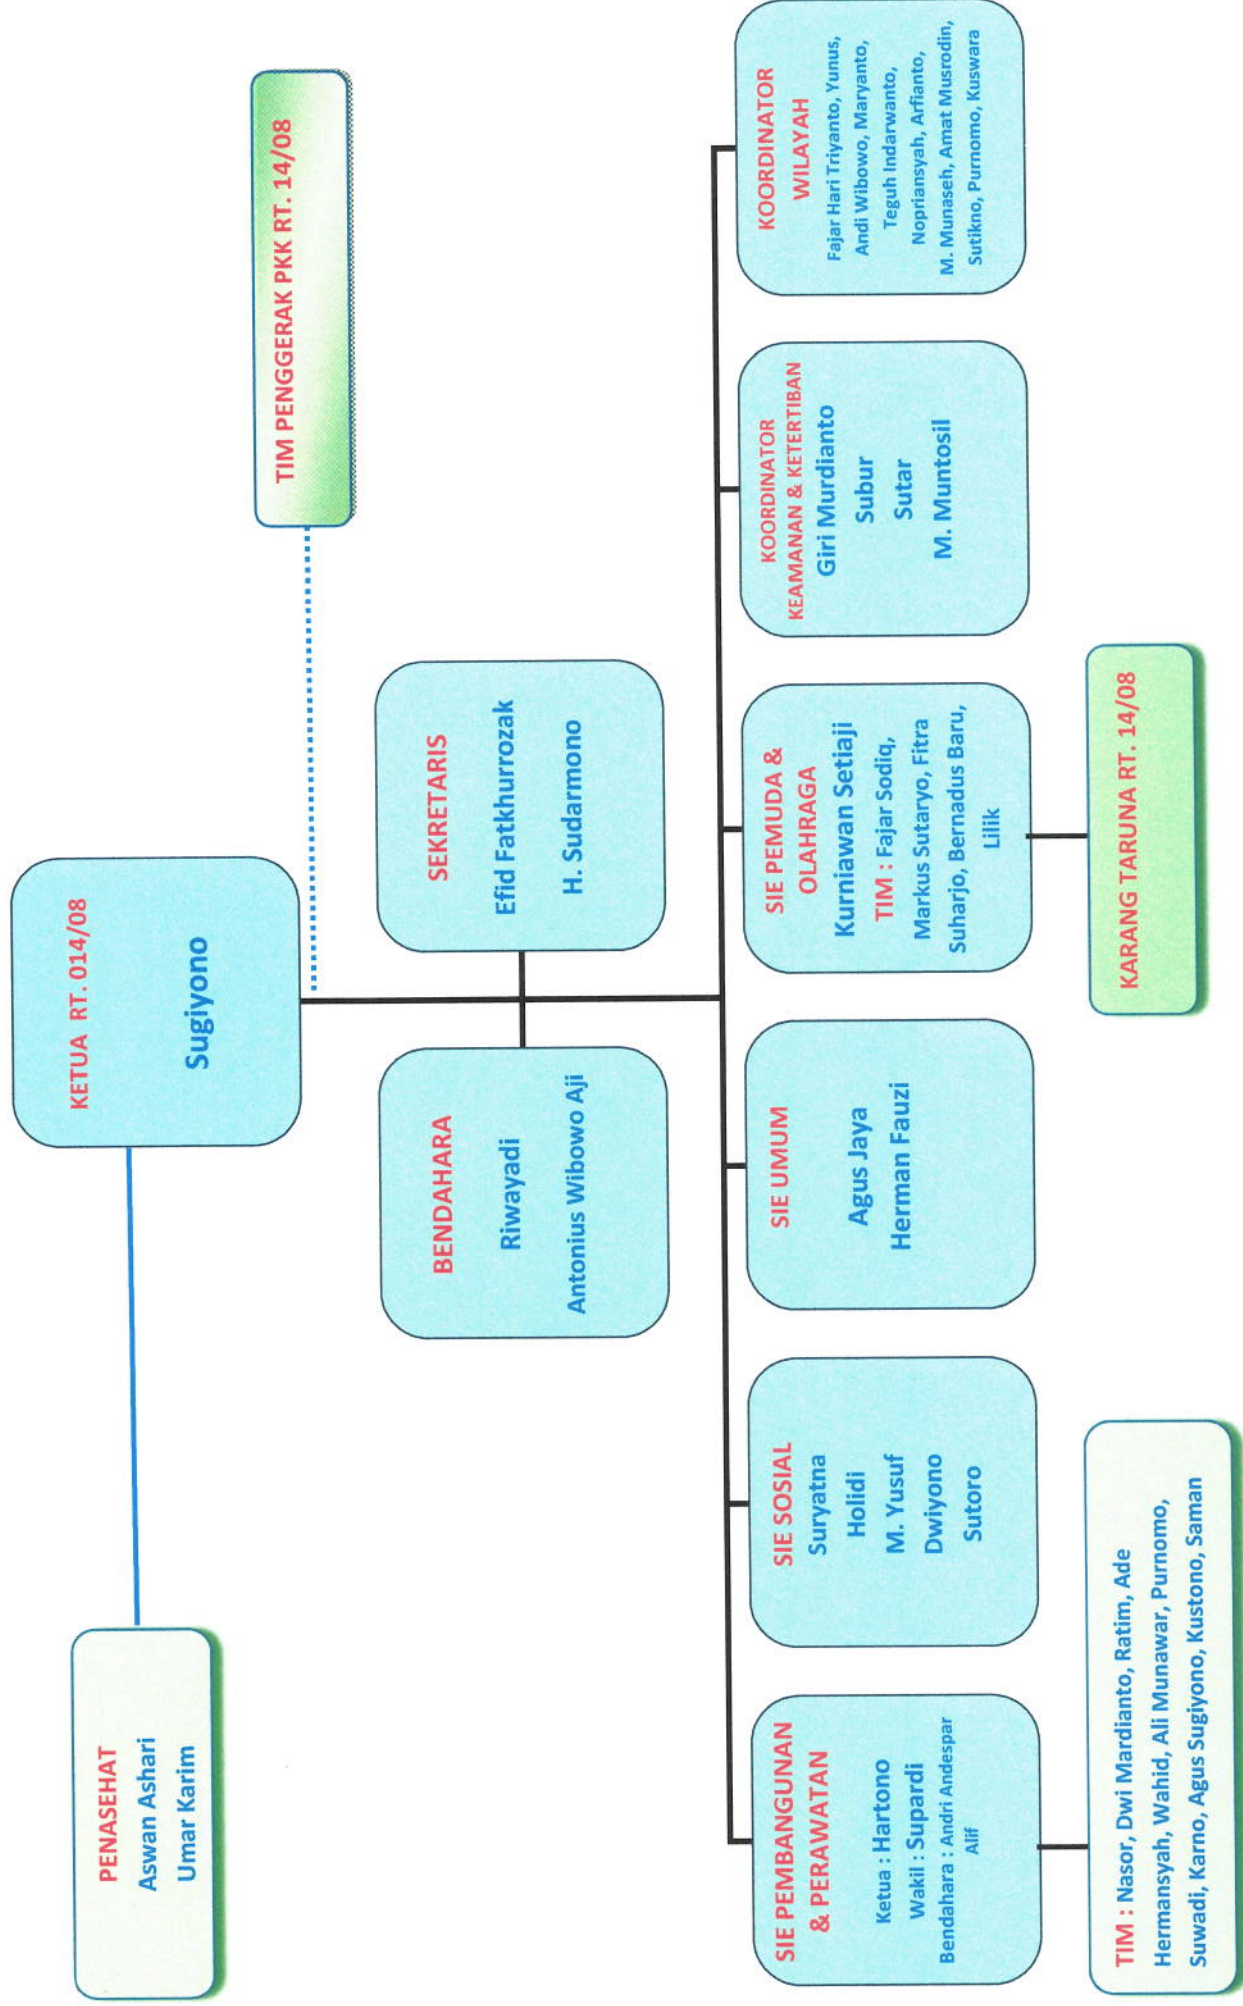 KETUA RT. 014/08
Sugiyono
PENASEHAT
Aswan Ashari
Umar Karim
TIM PENGGERAK PKK RT. 14/08
BENDAHARA
Riwayadi
Antonius Wibowo Aji
SEKRETARIS
Efid Fatkhurrozak
H. Sudarmono
SIE PEMBANGUNAN
& PERAWATAN
Ketua : Hartono
Wakil : Supardi
Bendahara : Andri Andespar
Alif
TIM : Nasor, Dwi Mardianto, Ratim, Ade
Hermansyah, Wahid, Ali Munawar, Purnomo,
Suwadi, Karno, Agus Sugiyono, Kustono, Saman
SIE SOSIAL
Suryatna
Holidi
M. Yusuf
Dwiyono
Sutoro
SIE UMUM
Agus Jaya
Herman Fauzi
SIE PEMUDA &
OLAHRAGA
Kurniawan Setiaji
TIM : Fajar Sodiq,
Markus Sutaryo, Fitra
Suharjo, Bernadus Baru,
Lilik
KARANG TARUNA RT. 14/08
KOORDINATOR
KEAMANAN & KETERTIBAN
Giri Murdianto
Subur
Sutar
M. Muntosil
KOORDINATOR
WILAYAH
Fajar Hari Triyanto, Yunus,
Andi Wibowo, Maryanto,
Teguh Indarwanto,
Nopriansyah, Arfianto,
M. Munaseh, Amat Musrodin,
Sutikno, Purnomo, Kuswara